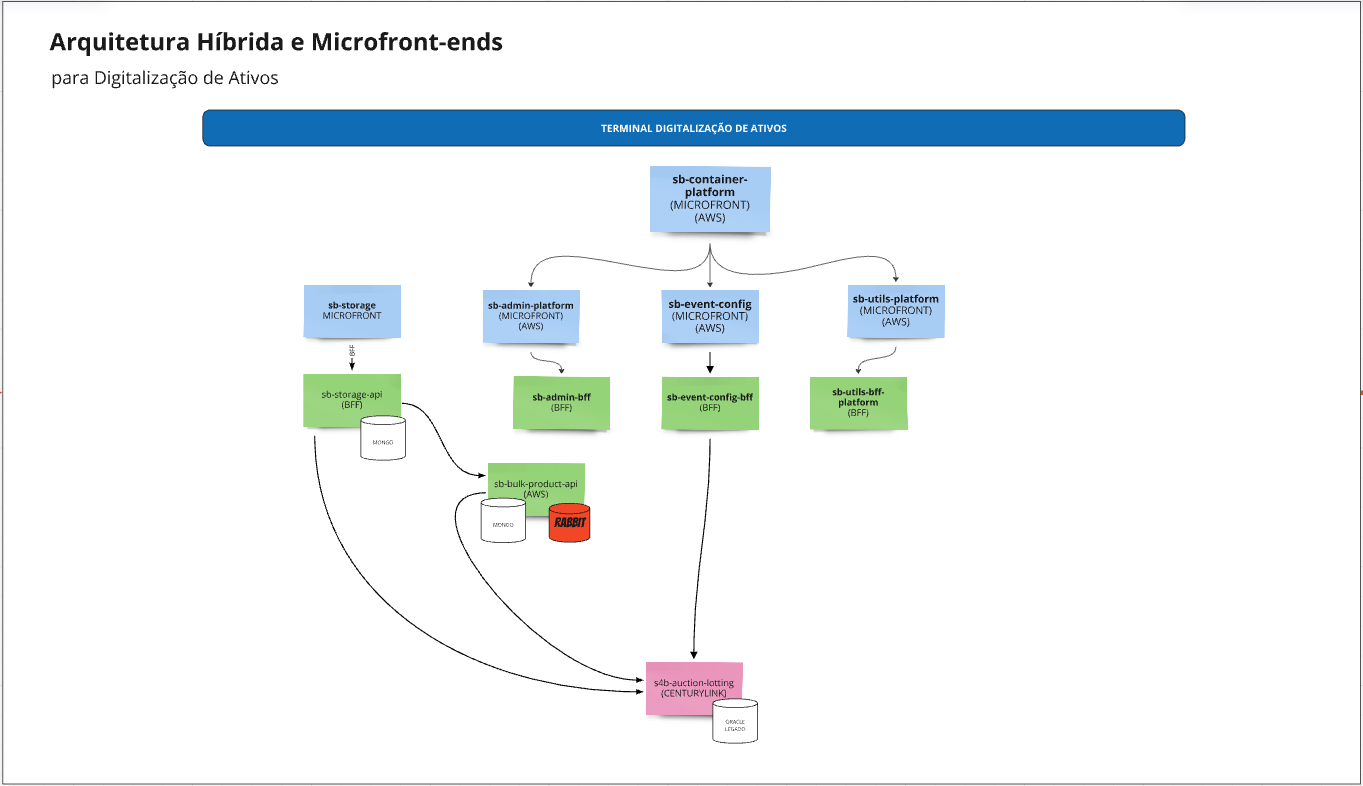 Arquitetura Híbrida e Microfront-ends
para Digitalização de Ativos
TERMINAL DIGITALIZAÇÃO DE ATIVOS
sb-container-
platform
(MICROFRONT)
(AWS)
sb-storage
MICROFRONT
sb-admin-platform
(MICROFRONT)
(AWS)
sb-event-config
(MICROFRONT)
(AWS)
sb-utils-platform
(MICROFRONT)
(AWS)
BFF
sb-storage-api
(BFF)
MONGO
sb-admin-bff
(BFF)
sb-event-config-bff
(BFF)
sb-utils-bff-
platform
(BFF)
sb-bulk-product-api
(AWS)
MONGO
RABBIT
s4b-auction-lotting
(CENTURYLINK)
ORACLE
LEGADO